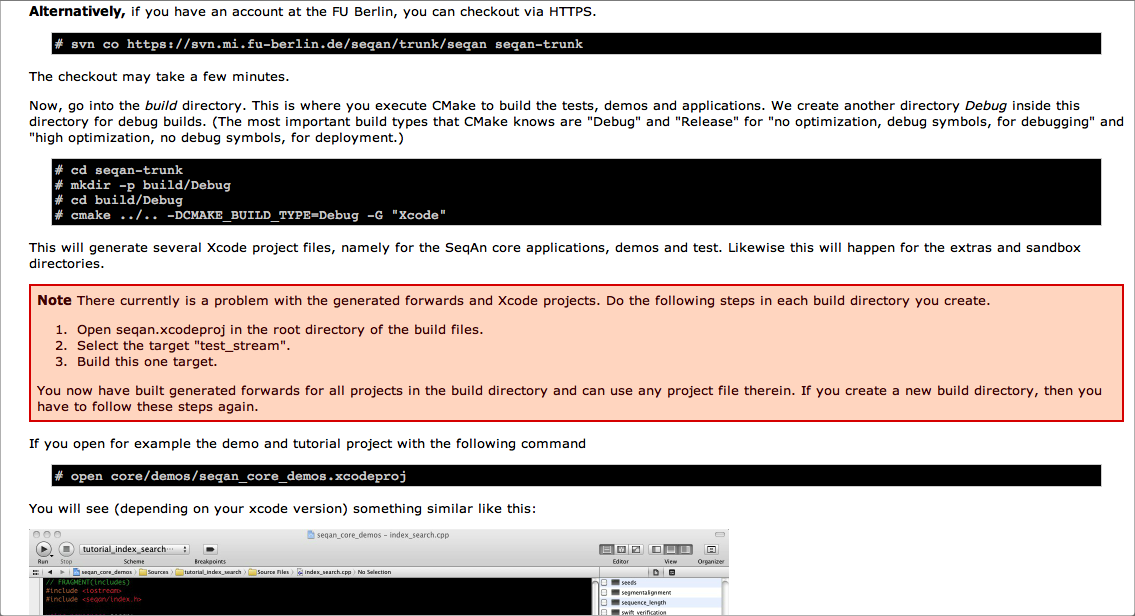 Alternatively, if you have an account at the FU Berlin, you can checkout via HTTPS.
# svn co https://svn.mi.fu-berlin.de/seqan/trunk/seqan seqan-trunk
The checkout may take a few minutes.
Now, go into the build directory. This is where you execute CMake to build the tests, demos and applications. We create another directory Debug inside this
directory for debug builds. (The most important build types that CMake knows are "Debug" and "Release" for "no optimization, debug symbols, for debugging" and
"high optimization, no debug symbols, for deployment.)
# cd seqan-trunk
# mkdir -p build/Debug
# cd build/Debug
# cmake ../.. -DCMAKE_BUILD_TYPE=Debug -G "Xcode"
This will generate several Xcode project files, namely for the SeqAn core applications, demos and test. Likewise this will happen for the extras and sandbox
directories.
Note There currently is a problem with the generated forwards and Xcode projects. Do the following steps in each build directory you create.
1. Open seqan.xcodeproj in the root directory of the build files.
2. Select the target "test_stream".
3. Build this one target.
You now have built generated forwards for all projects in the build directory and can use any project file therein. If you create a new build directory, then you
have to follow these steps again.
If you open for example the demo and tutorial project with the following command
# open core/demos/seqan_core_demos.xcodeproj
You will see (depending on your xcode version) something similar like this:
seqan_core_demos - index_search.cpp
tutorial_index_search...
Run Stop Scheme Breakpoints Editor View Organizer
seqan_core_demos Sources tutorial_index_search Source Files index_search.cpp No Selection
// FRAGMENT(includes)
#include <iostream>
#include <seqan/index.h>
seeds
segmentalignment
sequence_length
swift_verification